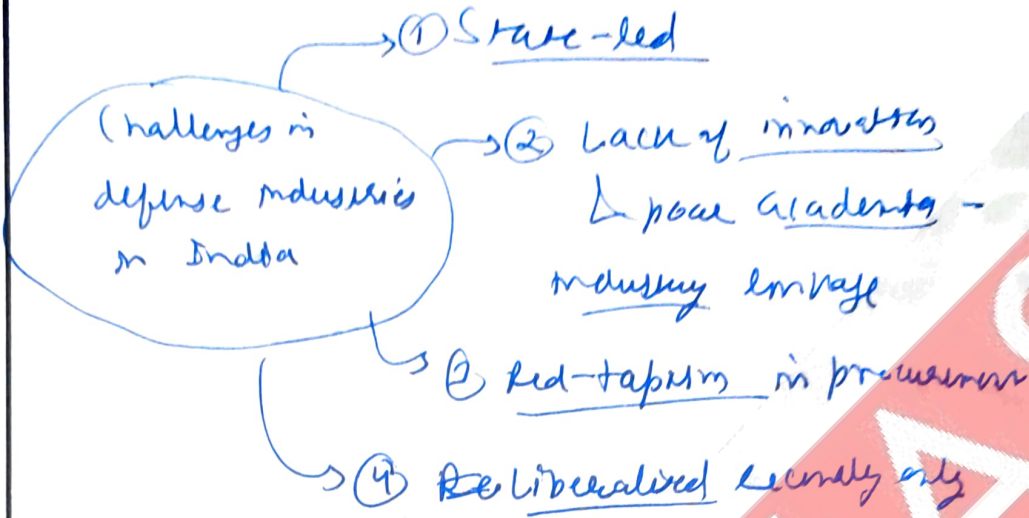 ① State-led
Challenges in
defense industries
in India
② Lack of innovation
↳ poor academia -
industry linkage
③ Red-tapism in procurement
④ Liberalized recently only